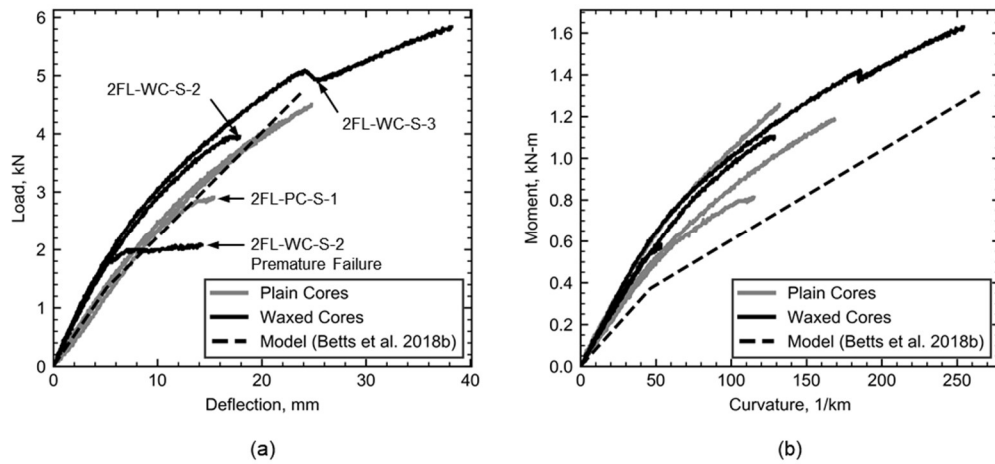 6
5
4
3
2
1
0
Load, kN
0
10
20
30
40
Deflection, mm
2FL-WC-S-2
2FL-WC-S-3
2FL-PC-S-1
2FL-WC-S-2
Premature Failure
Plain Cores
Waxed Cores
Model (Betts et al. 2018b)
(a)
1.6
1.4
1.2
1.0
0.8
0.6
0.4
0.2
0.0
Moment, kN-m
0
50
100
150
200
250
Curvature, 1/km
Plain Cores
Waxed Cores
Model (Betts et al. 2018b)
(b)